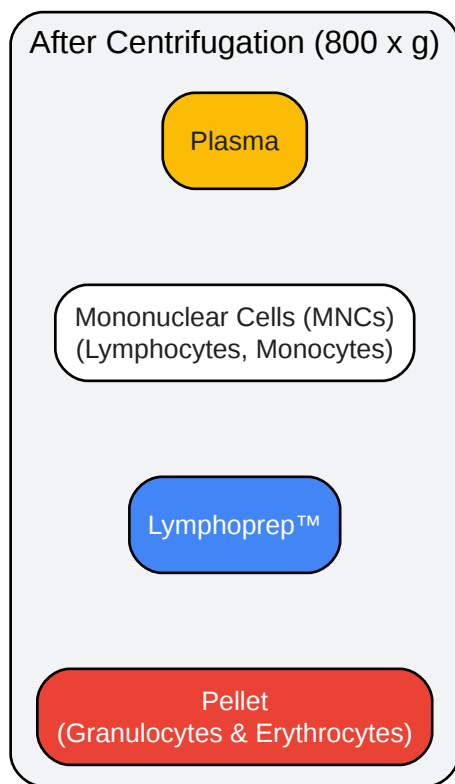 After Centrifugation (800 x g)
Plasma
Mononuclear Cells (MNCs)
(Lymphocytes, Monocytes)
Lymphoprep™
Pellet
(Granulocytes & Erythrocytes)